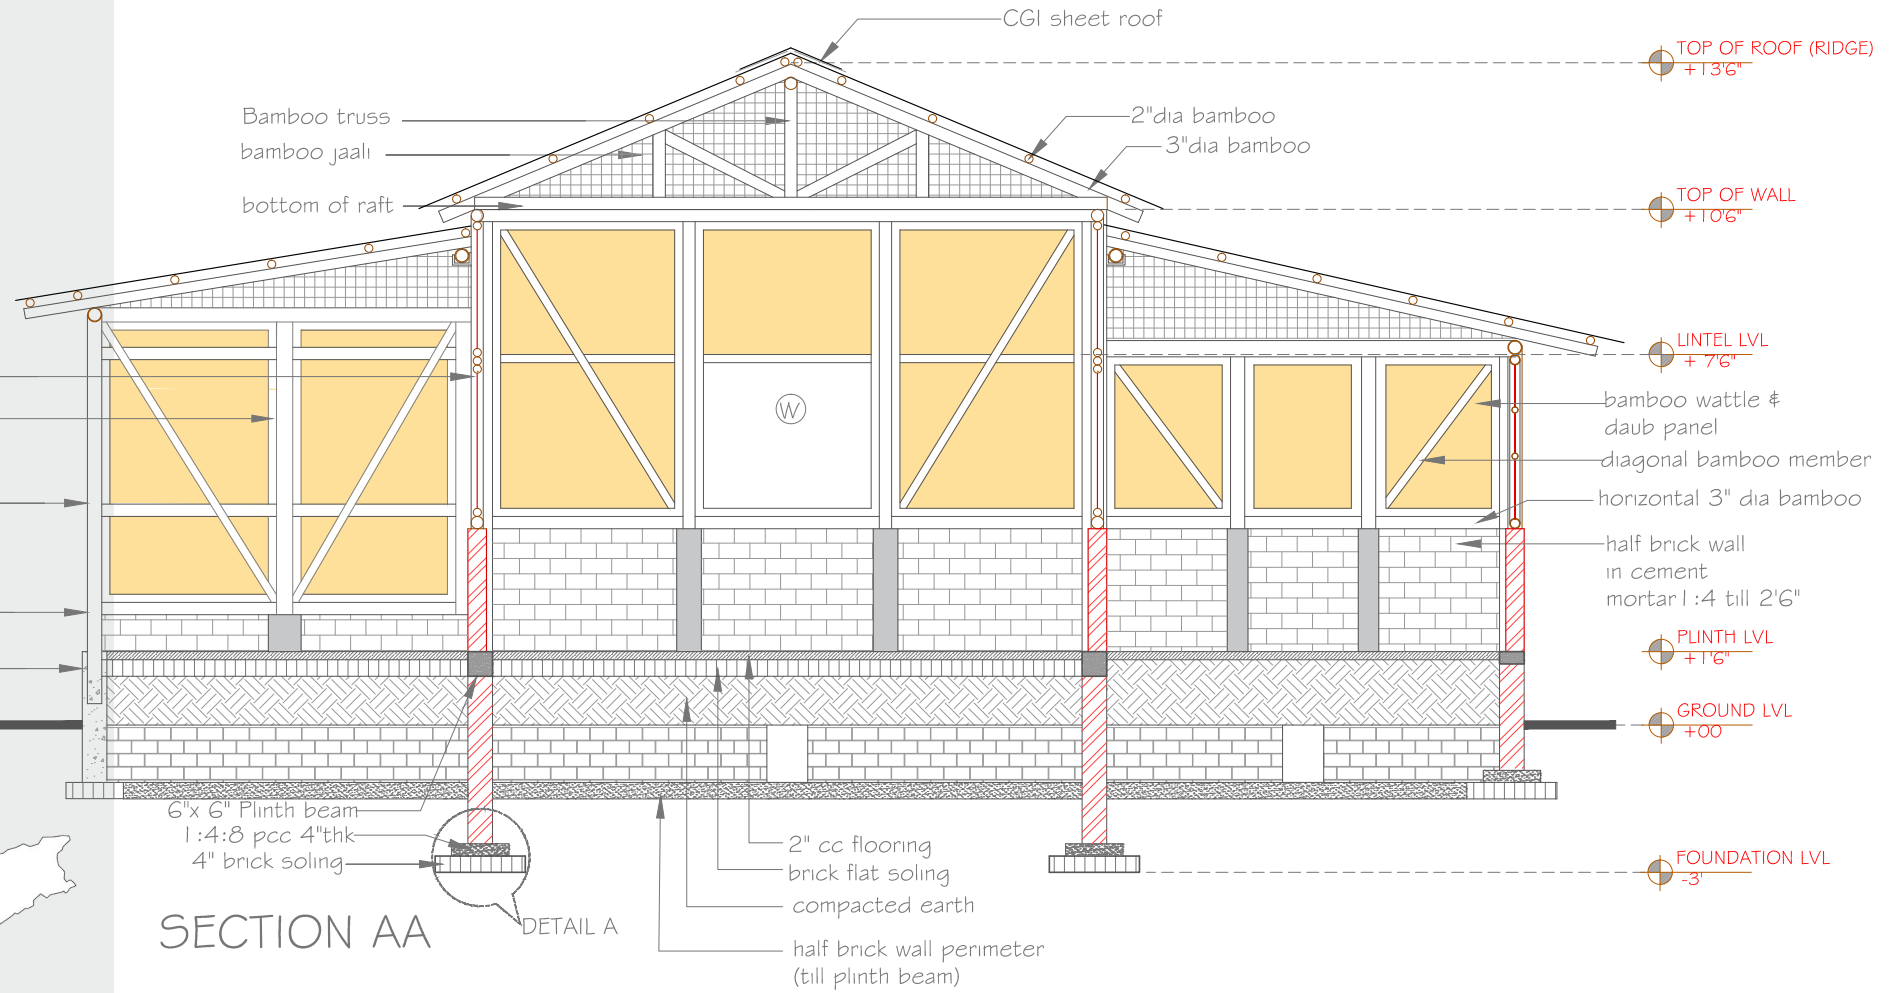 CGI sheet roof
TOP OF ROOF (RIDGE)
+13'6"
Bamboo truss
2"dia bamboo
bamboo jaali
3"dia bamboo
bottom of raft
TOP OF WALL
+10'6"
LINTEL LVL
+ 7'6"
W
bamboo wattle &
daub panel
diagonal bamboo member
horizontal 3" dia bamboo
half brick wall
in cement
mortar 1:4 till 2'6"
PLINTH LVL
+1'6"
GROUND LVL
+00
6"x 6" Plinth beam
1:4:8 pcc 4"thk
4" brick soling
2" cc flooring
brick flat soling
compacted earth
half brick wall perimeter
(till plinth beam)
FOUNDATION LVL
-3'
DETAIL A
SECTION AA